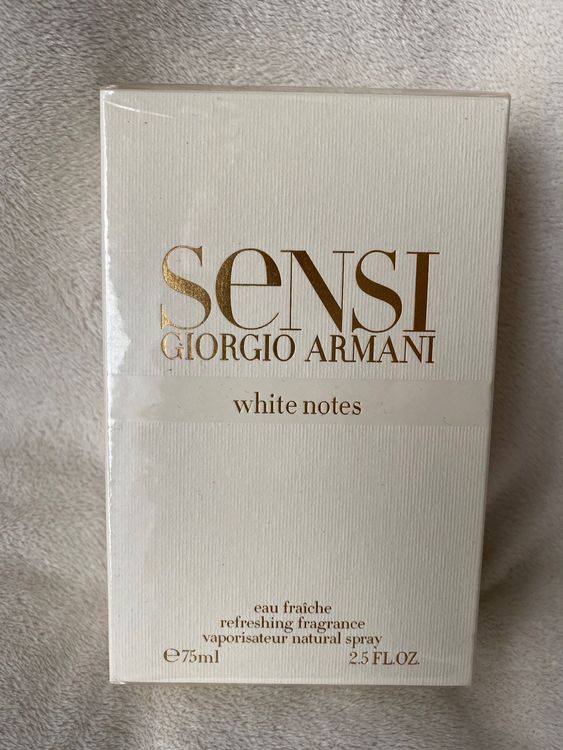 SeNSI
GIORGIO ARMANI
white notes
eau fraîche
refreshing fragrance
vaporisateur natural spray
℮75ml 2.5 FL.OZ.